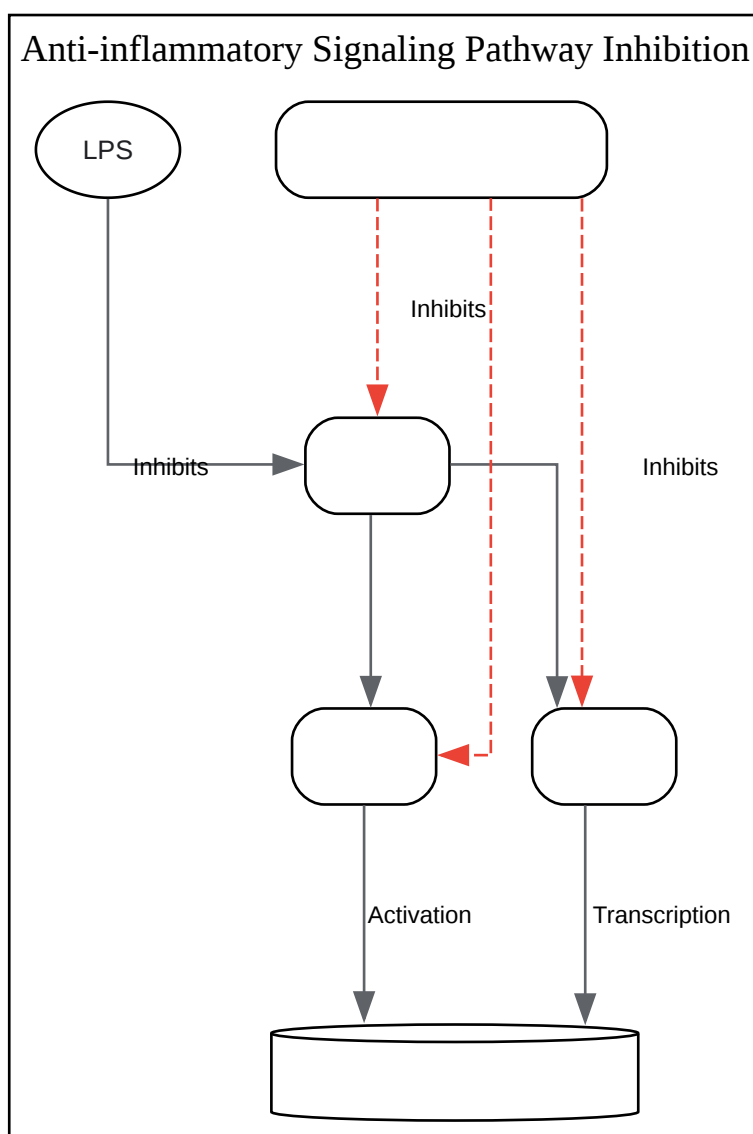 Anti-inflammatory Signaling Pathway Inhibition
LPS
Inhibits
Inhibits
Inhibits
Activation
Transcription